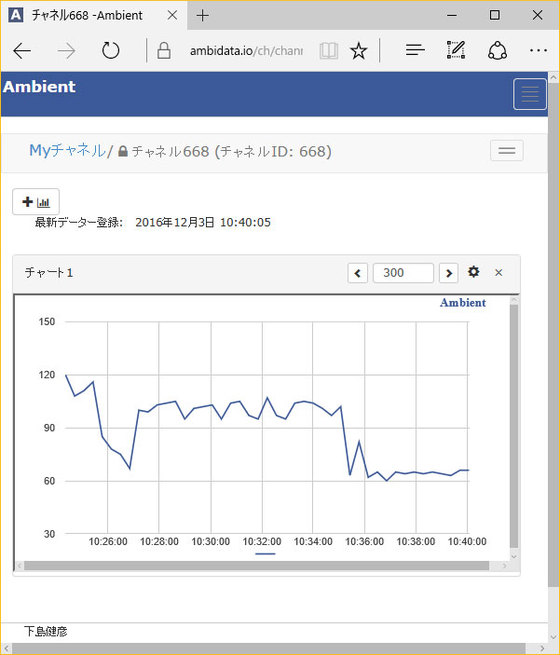 A チャネル668 -Ambient
ambidata.io/ch/chanr
Ambient
Myチャネル/ チャネル668 (チャネルID: 668)
最新データー登録: 2016年12月3日 10:40:05
チャート1 300
Ambient
150
120
90
60
30
10:26:00 10:28:00 10:30:00 10:32:00 10:34:00 10:36:00 10:38:00 10:40:00
下島健彦